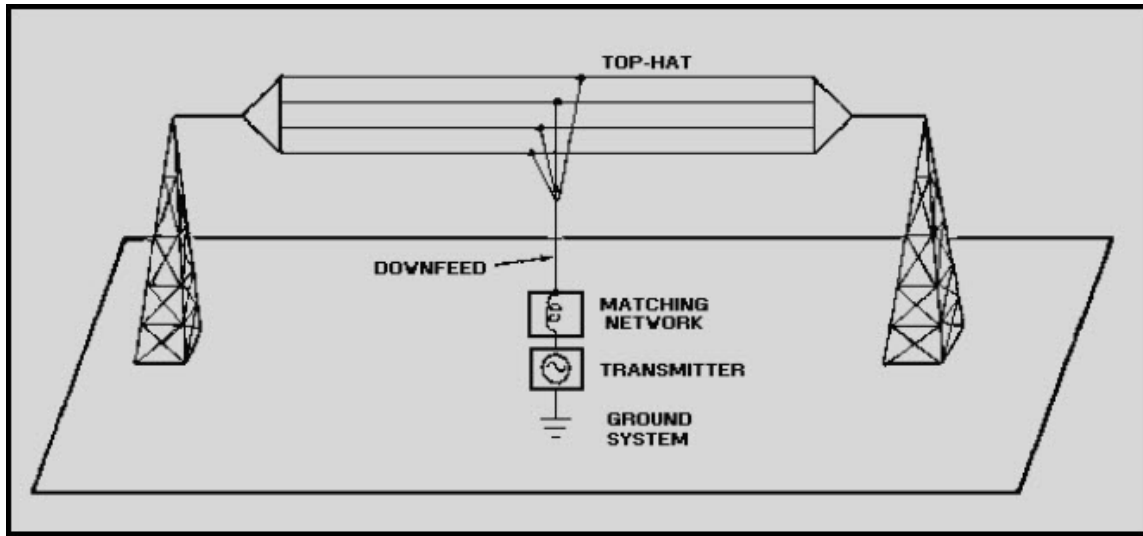 TOP-HAT
DOWNFEED
MATCHING
NETWORK
TRANSMITTER
GROUND
SYSTEM